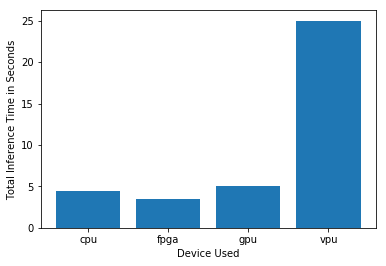 25
20
15
10
5
0
Total Inference Time in Seconds
cpu fpga gpu vpu
Device Used